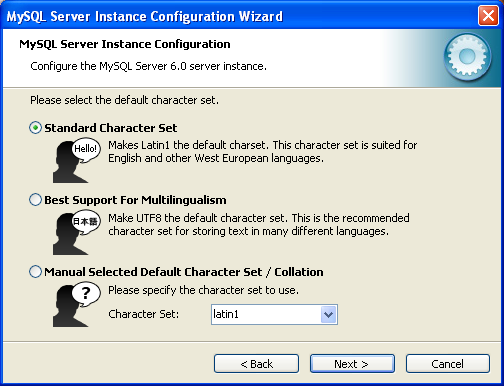 MySQL Server Instance Configuration Wizard
MySQL Server Instance Configuration
Configure the MySQL Server 6.0 server instance.
Please select the default character set.
Standard Character Set
Hello!
Makes Latin1 the default charset. This character set is suited for
English and other West European languages.
Best Support For Multilingualism
日本語
Make UTF8 the default character set. This is the recommended
character set for storing text in many different languages.
Manual Selected Default Character Set / Collation
?
Please specify the character set to use.
Character Set: latin1
< Back Next > Cancel